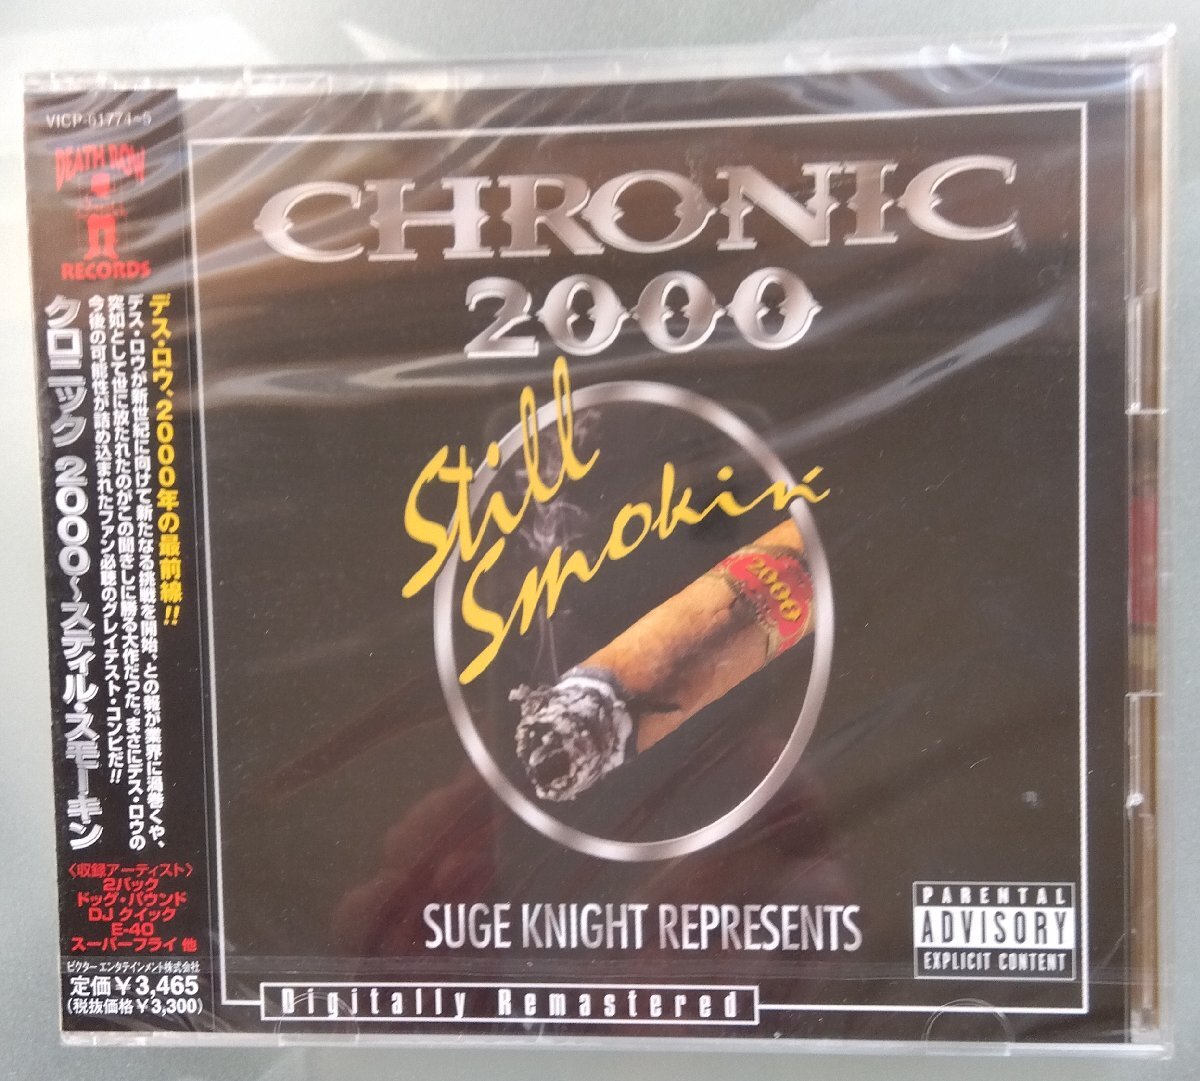 VICP-61774~5
DEATH ROW
RECORDS
デス・ロウ、2000年の最前線!!
デス・ロウが新世紀に向けて新たなる挑戦を開始、との報が業界に渦巻くや、
突如として世に放たれたのがこの聞きしに勝る大作だった。まさにデス・ロウの
今後の可能性が詰め込まれたファン必聴のグレイテスト・コンピだ!!
クロニック 2000～スティル・スモーキン
〈収録アーティスト〉
2パック
ドッグ・パウンド
DJ クイック
E-40
スーパーフライ 他
ビクターエンタテインメント株式会社
定価￥3,465
(税抜価格￥3,300)
CHRONIC
2000
Still
Smokin'
2000
SUGE KNIGHT REPRESENTS
PARENTAL
ADVISORY
EXPLICIT CONTENT
Digitally Remastered